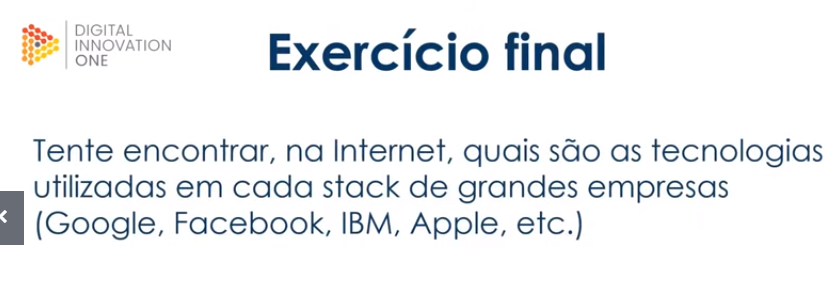 DIGITAL
INNOVATION
ONE
Exercício final
Tente encontrar, na Internet, quais são as tecnologias
utilizadas em cada stack de grandes empresas
(Google, Facebook, IBM, Apple, etc.)